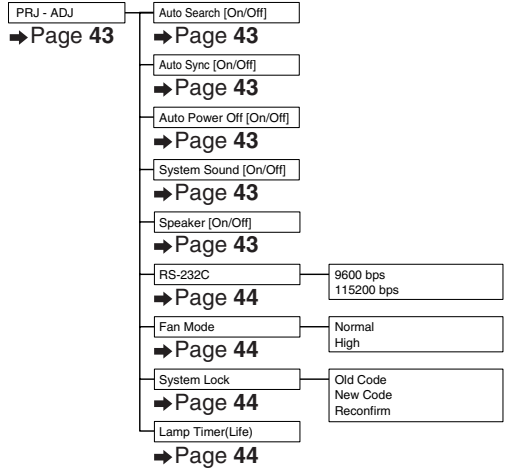 PRJ - ADJ
➡Page 43
Auto Search [On/Off]
➡Page 43
Auto Sync [On/Off]
➡Page 43
Auto Power Off [On/Off]
➡Page 43
System Sound [On/Off]
➡Page 43
Speaker [On/Off]
➡Page 43
RS-232C
➡Page 44
9600 bps
115200 bps
Fan Mode
➡Page 44
Normal
High
System Lock
➡Page 44
Old Code
New Code
Reconfirm
Lamp Timer(Life)
➡Page 44